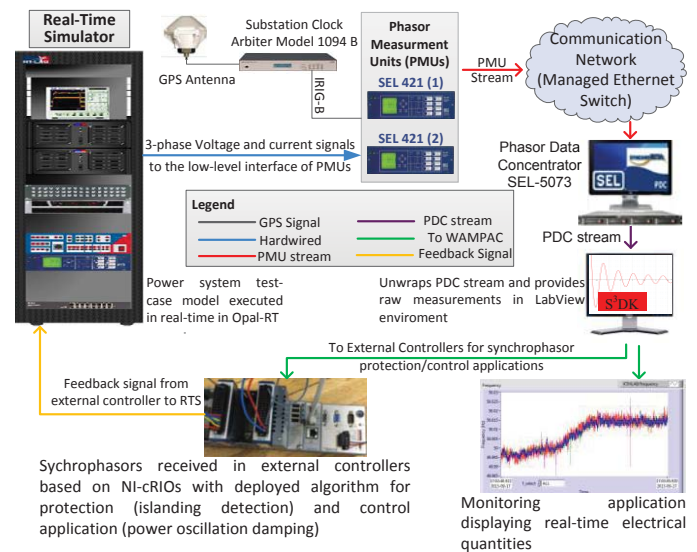 Real-Time
Simulator
Substation Clock
Arbiter Model 1094 B
GPS Antenna
IRIG-B
Phasor
Measurment
Units (PMUs)
SEL 421 (1)
SEL 421 (2)
PMU
Stream
Communication
Network
(Managed Ethernet
Switch)
3-phase Voltage and current signals
to the low-level interface of PMUs
Phasor Data
Concentrator
SEL-5073
SEL
PDC
Legend
GPS Signal
Hardwired
PMU stream
PDC stream
To WAMPAC
Feedback Signal
PDC stream
Power system test-
case model executed
in real-time in Opal-RT
Unwraps PDC stream and provides
raw measurements in LabView
enviroment
S³DK
To External Controllers for synchrophasor
protection/control applications
Feedback signal from
external controller to RTS
Frequency
Sychrophasors received in external controllers
based on NI-cRIOs with deployed algorithm for
protection (islanding detection) and control
application (power oscillation damping)
Monitoring application
displaying real-time electrical
quantities